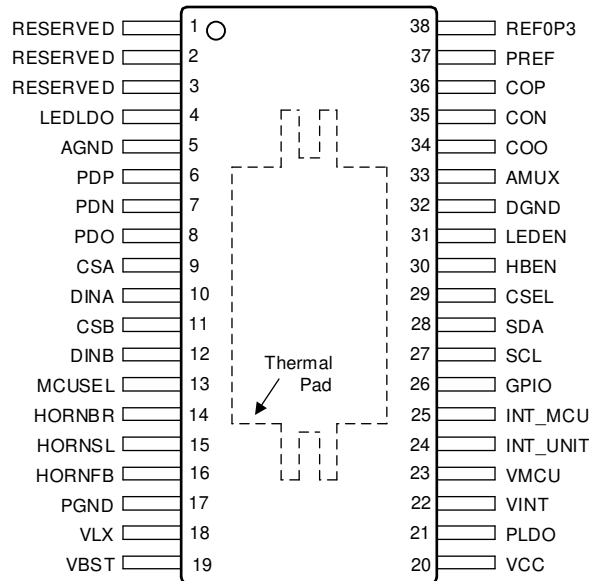 RESERVED 1 38 REF0P3
RESERVED 2 37 PREF
RESERVED 3 36 COP
LEDLDO 4 35 CON
AGND 5 34 COO
PDP 6 33 AMUX
PDN 7 32 DGND
PDO 8 31 LEDEN
CSA 9 30 HBEN
DINA 10 29 CSEL
CSB 11 28 SDA
DINB 12 27 SCL
Thermal
Pad
MCUSEL 13 26 GPIO
HORNBR 14 25 INT_MCU
HORNSL 15 24 INT_UNIT
HORNFB 16 23 VMCU
PGND 17 22 VINT
VLX 18 21 PLDO
VBST 19 20 VCC